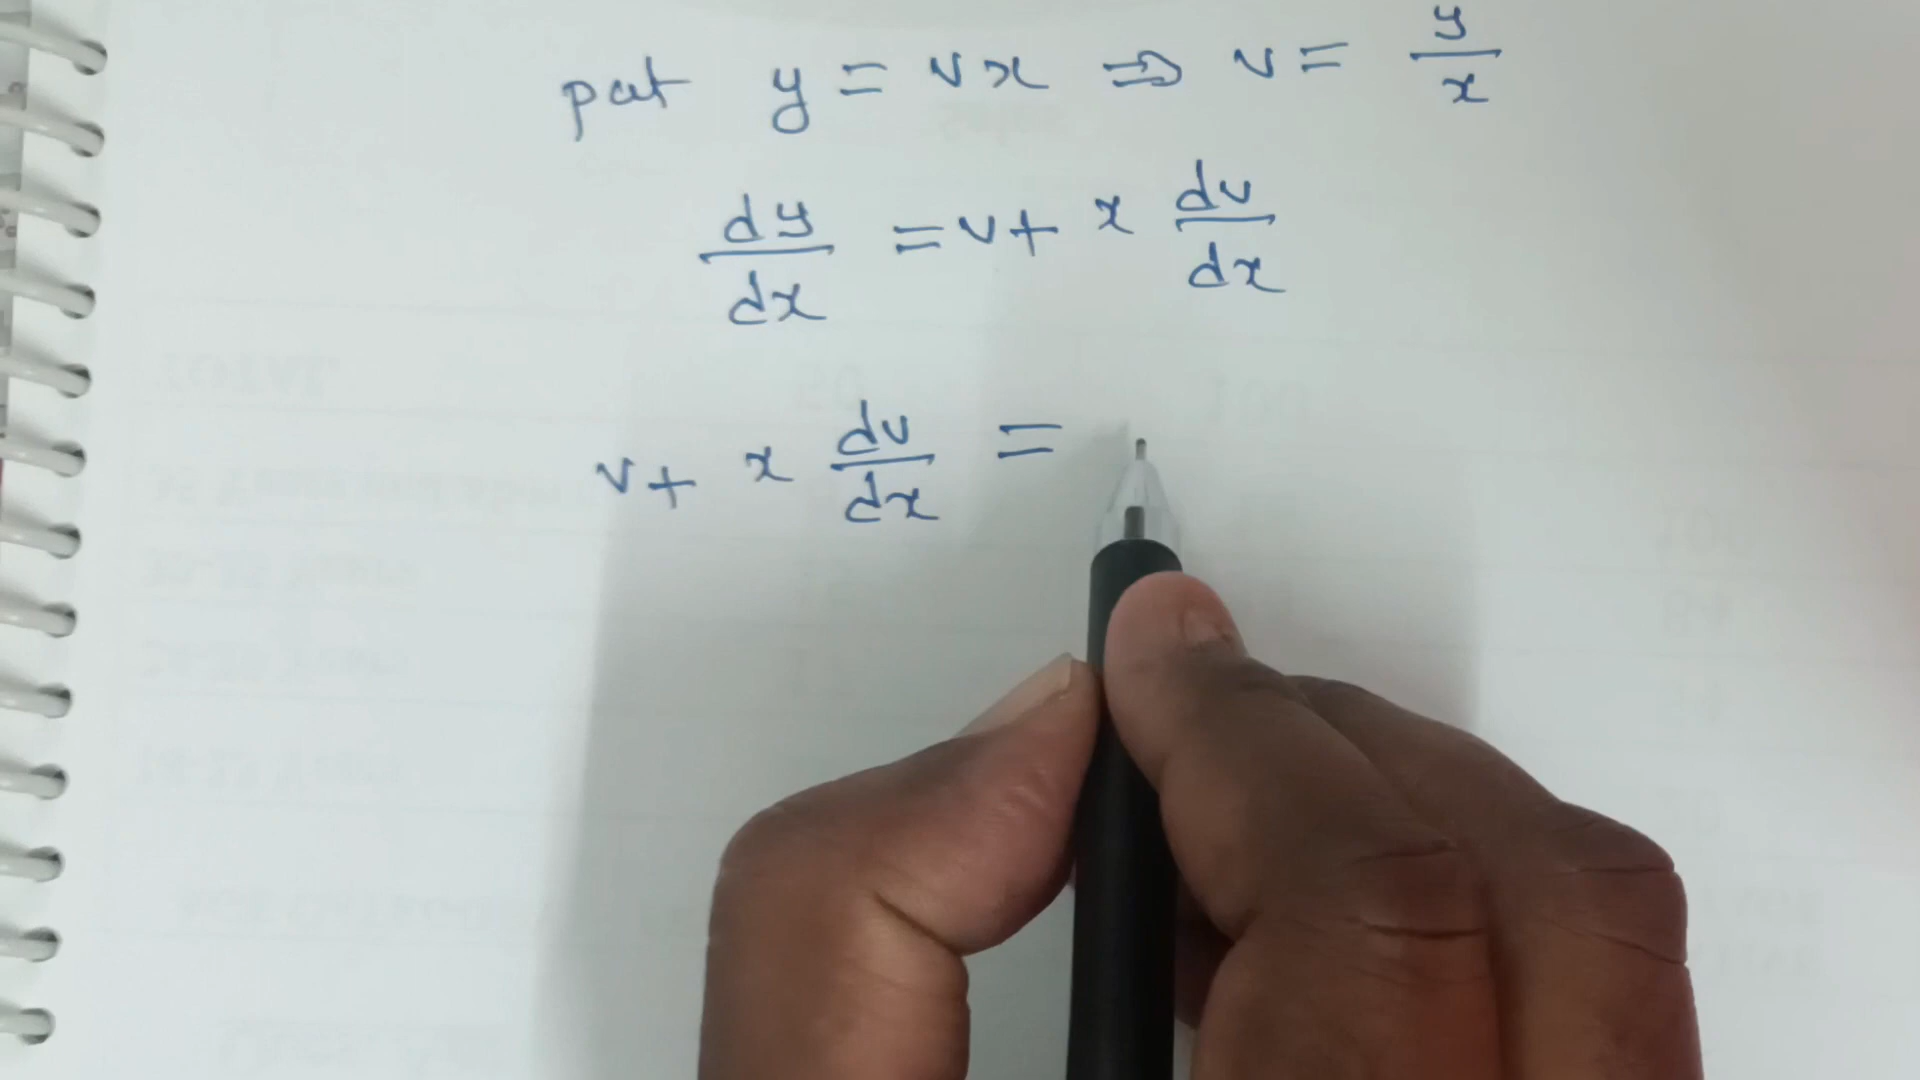 put y = vx ⇒ v = y/x
dy/dx = v + x dv/dx
v + x dv/dx =